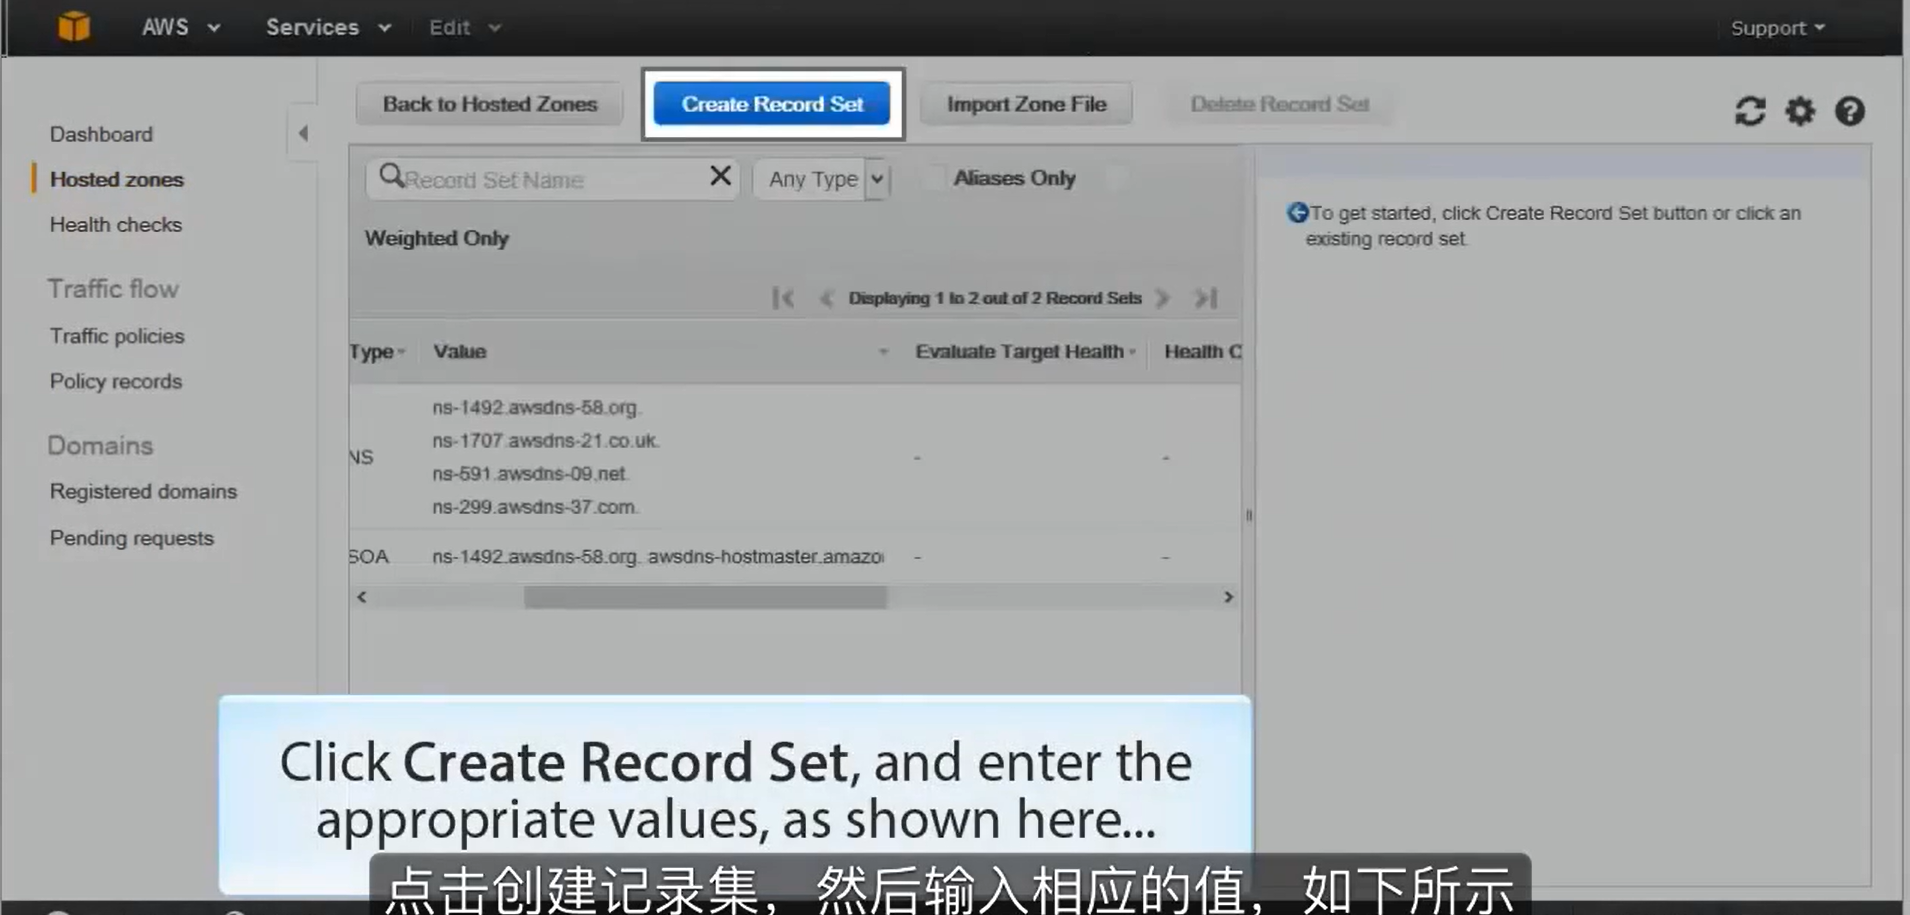 AWS Services Edit Support
Back to Hosted Zones Create Record Set Import Zone File Delete Record Set
Dashboard
Hosted zones
Health checks
Traffic flow
Traffic policies
Policy records
Domains
Registered domains
Pending requests
Record Set Name Any Type Aliases Only
Weighted Only
Displaying 1 to 2 out of 2 Record Sets
Type Value Evaluate Target Health Health C
ns-1492.awsdns-58.org.
ns-1707.awsdns-21.co.uk.
NS - -
ns-591.awsdns-09.net.
ns-299.awsdns-37.com.
SOA ns-1492.awsdns-58.org. awsdns-hostmaster.amazo - -
To get started, click Create Record Set button or click an
existing record set.
Click Create Record Set, and enter the
appropriate values, as shown here...
点击创建记录集，然后输入相应的值，如下所示